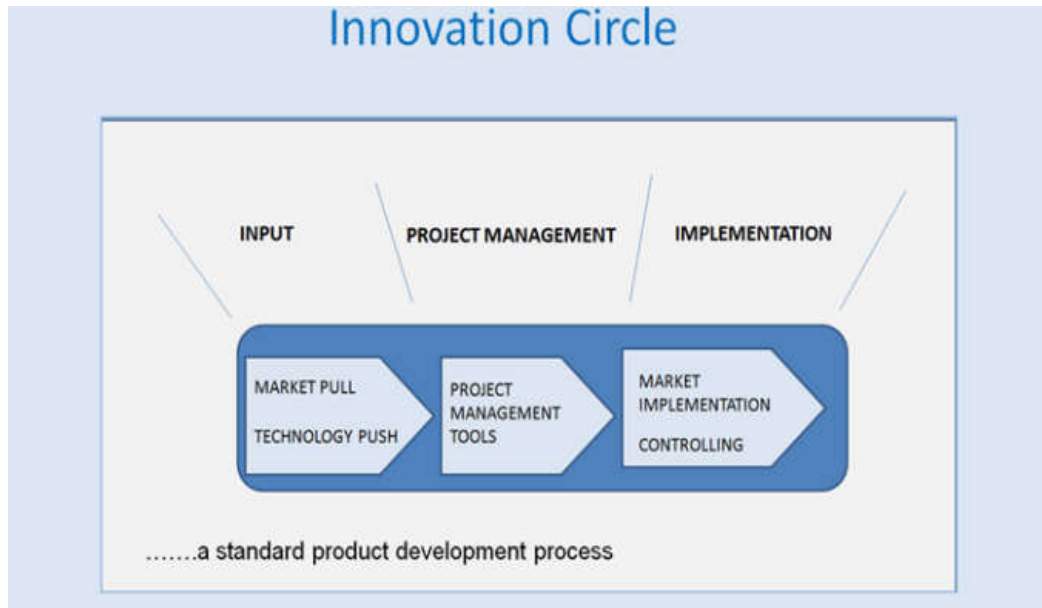 Innovation Circle
INPUT
PROJECT MANAGEMENT
IMPLEMENTATION
MARKET PULL
TECHNOLOGY PUSH
PROJECT
MANAGEMENT
TOOLS
MARKET
IMPLEMENTATION
CONTROLLING
.......a standard product development process